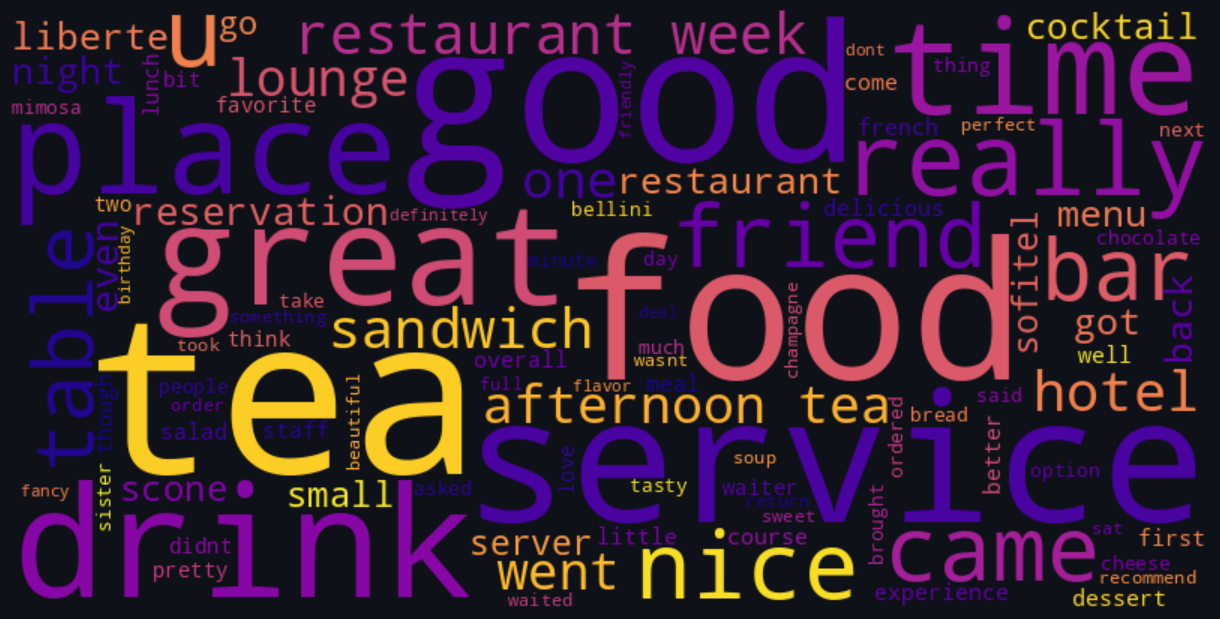 liberte
u
go
restaurant week
cocktail
night
lunch
bit
lounge
good
friendly
dont
time
thing
mimosa
favorite
come
place
french
perfect
next
one
restaurant
really
two
reservation
definitely
bellini
friend
delicious
menu
table
even
birthday
great
minute
day
food
sofitel
chocolate
bar
back
take
something
sandwich
deal
champagne
got
took
think
tea
overall
much
wasnt
well
people
though
order
beautiful
full
flavor
meal
hotel
salad
staff
afternoon tea
ordered
said
bread
service
better
option
fancy
sister
scone
small
asked
love
soup
tasty
waiter
return
sweet
drink
didnt
pretty
server
little
course
brought
came
sat
first
cheese
went
nice
recommend
experience
dessert
waited